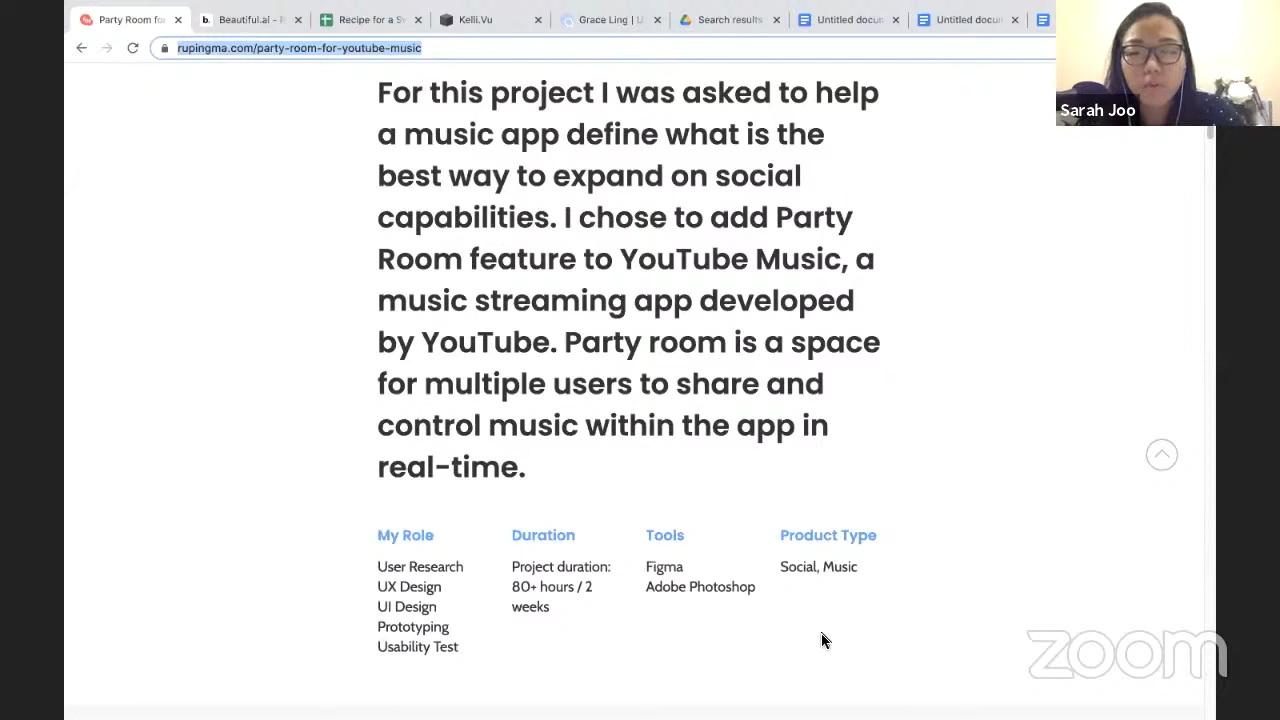 Party Room fo
Beautiful.ai - R
Recipe for a S
Kelli.Vu
Grace Ling | U
Search results
Untitled docum
Untitled docum
rupingma.com/party-room-for-youtube-music
Sarah Joo
For this project I was asked to help
a music app define what is the
best way to expand on social
capabilities. I chose to add Party
Room feature to YouTube Music, a
music streaming app developed
by YouTube. Party room is a space
for multiple users to share and
control music within the app in
real-time.
My Role
User Research
UX Design
UI Design
Prototyping
Usability Test
Duration
Project duration:
80+ hours / 2
weeks
Tools
Figma
Adobe Photoshop
Product Type
Social, Music
zoom